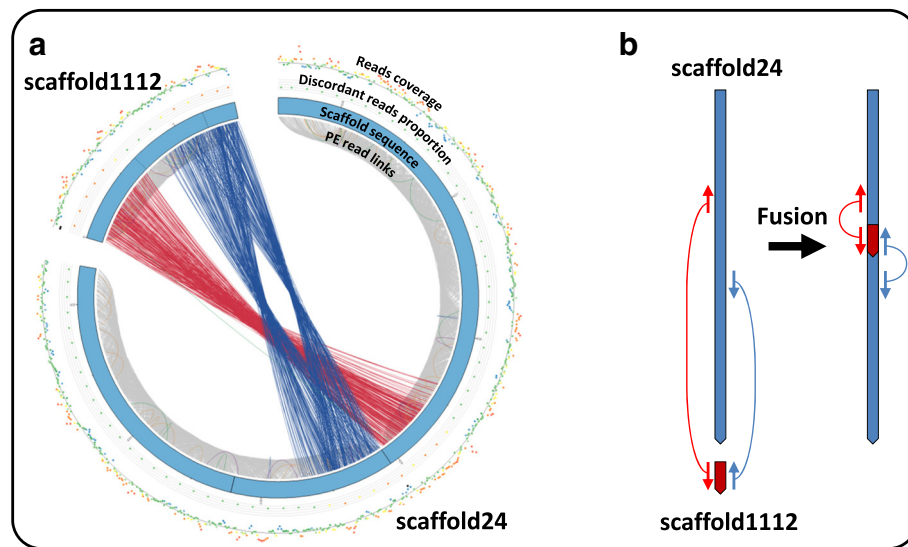 a
scaffold1112
Reads coverage
Discordant reads proportion
Scaffold sequence
PE read links
scaffold24
b
scaffold24
Fusion
scaffold1112